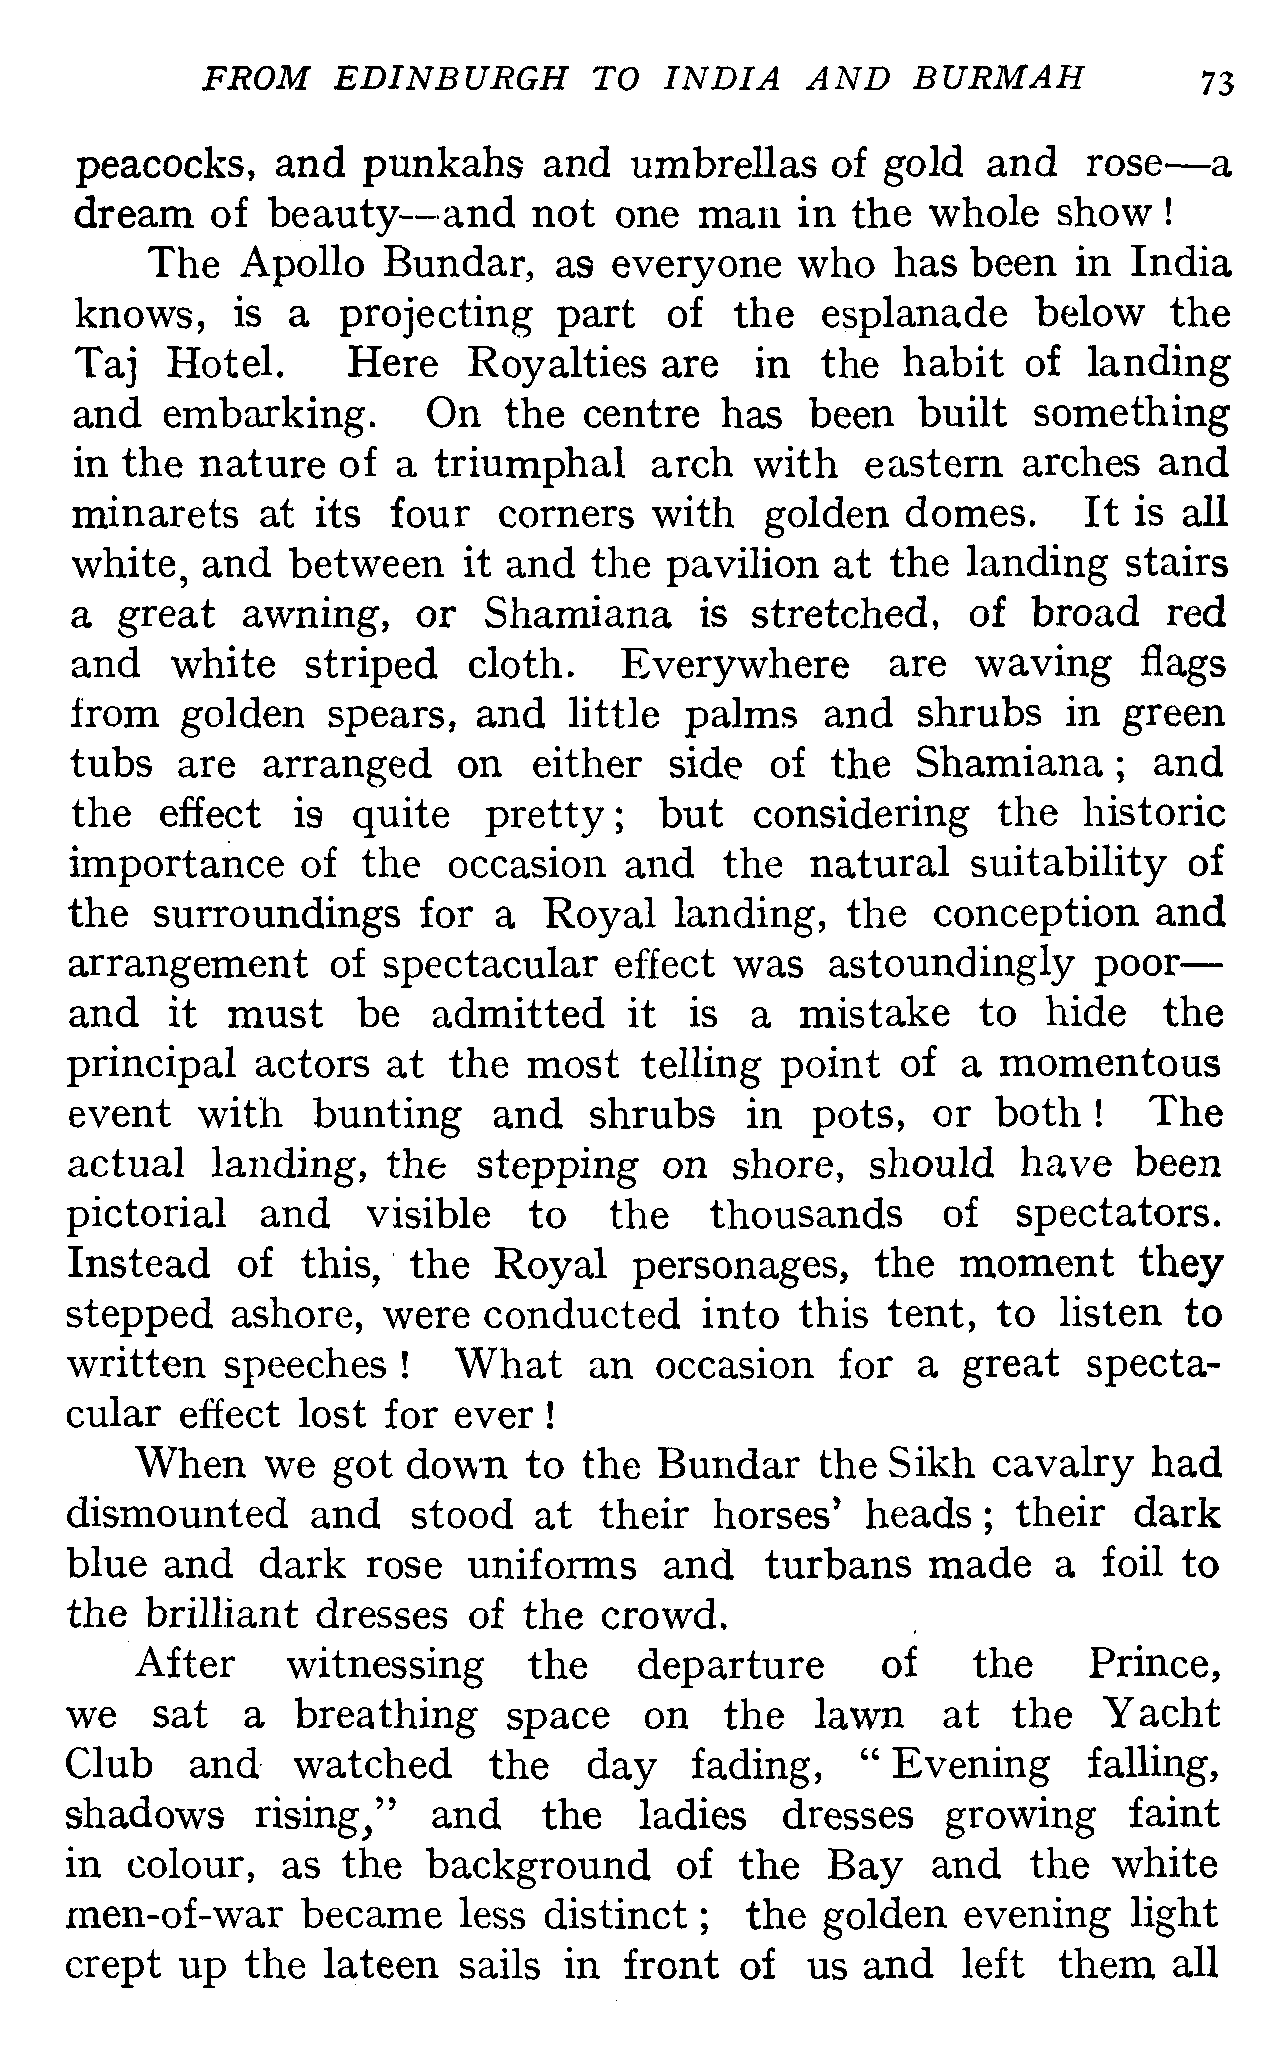 FROM EDINBURGH TO INDIA AND BURMAH 73
peacocks, and punkahs and umbrellas of gold and rose—a
dream of beauty—and not one man in the whole show !
The Apollo Bundar, as everyone who has been in India
knows, is a projecting part of the esplanade below the
Taj Hotel. Here Royalties are in the habit of landing
and embarking. On the centre has been built something
in the nature of a triumphal arch with eastern arches and
minarets at its four corners with golden domes. It is all
white, and between it and the pavilion at the landing stairs
a great awning, or Shamiana is stretched, of broad red
and white striped cloth. Everywhere are waving flags
from golden spears, and little palms and shrubs in green
tubs are arranged on either side of the Shamiana ; and
the effect is quite pretty ; but considering the historic
importance of the occasion and the natural suitability of
the surroundings for a Royal landing, the conception and
arrangement of spectacular effect was astoundingly poor—
and it must be admitted it is a mistake to hide the
principal actors at the most telling point of a momentous
event with bunting and shrubs in pots, or both ! The
actual landing, the stepping on shore, should have been
pictorial and visible to the thousands of spectators.
Instead of this, the Royal personages, the moment they
stepped ashore, were conducted into this tent, to listen to
written speeches ! What an occasion for a great specta-
cular effect lost for ever !
When we got down to the Bundar the Sikh cavalry had
dismounted and stood at their horses' heads ; their dark
blue and dark rose uniforms and turbans made a foil to
the brilliant dresses of the crowd.
After witnessing the departure of the Prince,
we sat a breathing space on the lawn at the Yacht
Club and watched the day fading, “ Evening falling,
shadows rising,” and the ladies dresses growing faint
in colour, as the background of the Bay and the white
men-of-war became less distinct ; the golden evening light
crept up the lateen sails in front of us and left them all